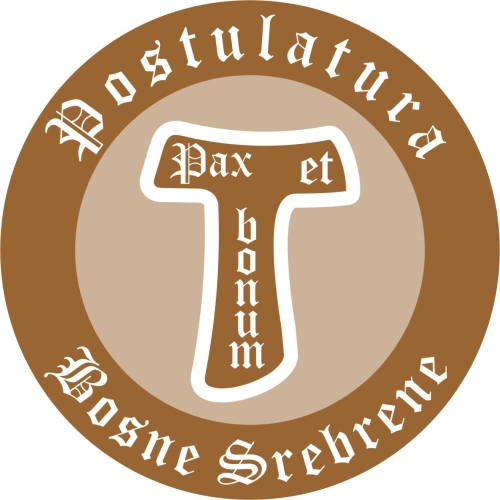 Postulatura
Pax et
bonum
Bosne Srebrene